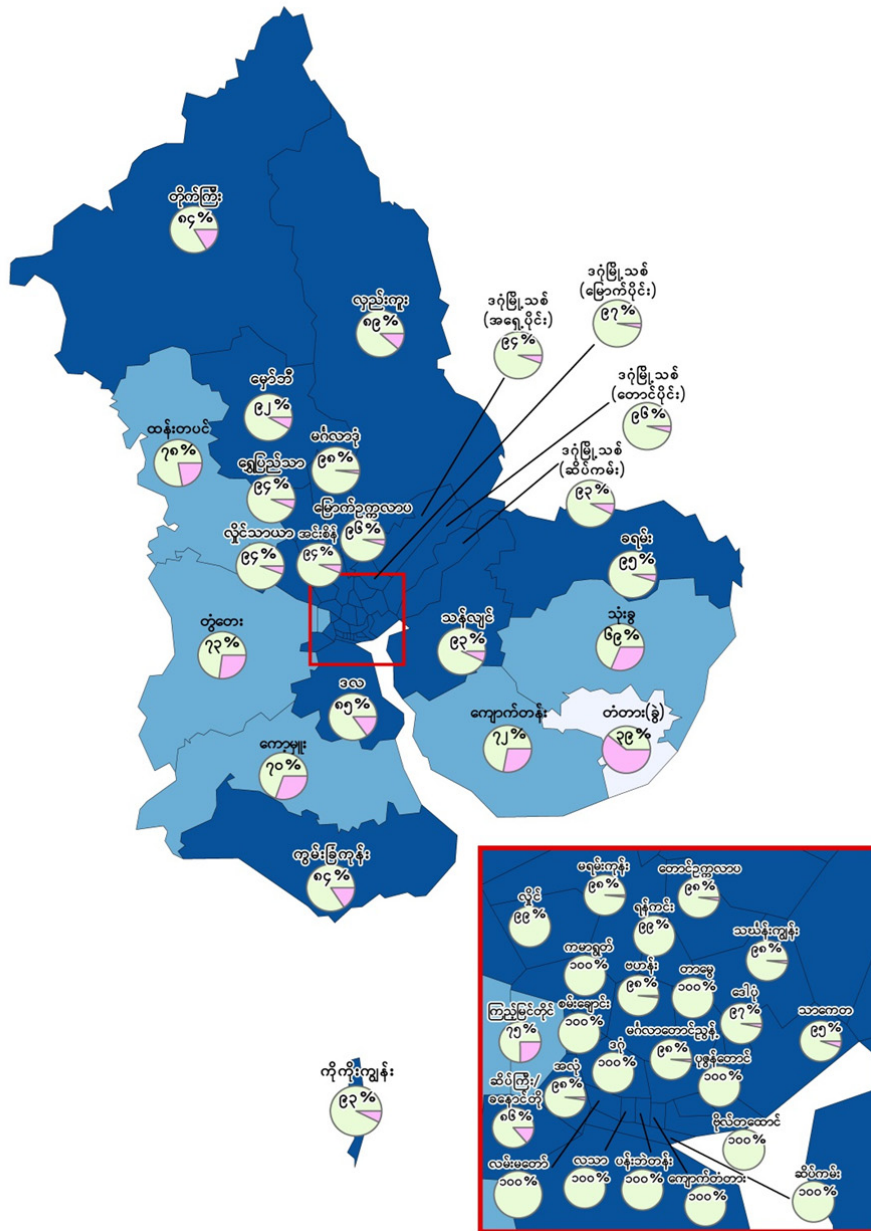 တိုက်ကြီး
၈၄%
လှည်းကူး
၈၉%
ဒဂုံမြို့သစ်
(အရှေ့ပိုင်း)
၉၄%
ဒဂုံမြို့သစ်
(မြောက်ပိုင်း)
၉၇%
ဒဂုံမြို့သစ်
(တောင်ပိုင်း)
၉၆%
ဒဂုံမြို့သစ်
(ဆိပ်ကမ်း)
၉၃%
မှော်ဘီ
၉၂%
ထန်းတပင်
၇၈%
မင်္ဂလာဒုံ
၉၈%
ရွှေပြည်သာ
၉၄%
မြောက်ဥက္ကလာပ
၉၆%
လှိုင်သာယာ
၉၄%
အင်းစိန်
၉၄%
ခရမ်း
၉၅%
တွံတေး
၇၃%
သန်လျင်
၉၃%
သုံးခွ
၆၉%
ဒလ
၈၅%
ကျောက်တန်း
၇၂%
တံတား(ခွဲ)
၃၉%
ကော့မှူး
၇၀%
ကွမ်းခြံကုန်း
၈၄%
ကိုကိုးကျွန်း
၉၃%
မရမ်းကုန်း
၉၈%
တောင်ဥက္ကလာပ
၉၈%
လှိုင်
၉၉%
ရန်ကင်း
၉၉%
သင်္ဃန်းကျွန်း
၉၈%
ကမာရွတ်
၁၀၀%
ဗဟန်း
၉၈%
တာမွေ
၁၀၀%
ဒေါပုံ
၉၇%
သာကေတ
၉၅%
ကြည့်မြင်တိုင်
၇၅%
စမ်းချောင်း
၁၀၀%
မင်္ဂလာတောင်ညွန့်
၉၈%
ဒဂုံ
၁၀၀%
ပုဇွန်တောင်
၁၀၀%
အလုံ
၉၈%
ဆိပ်ကြီး/
ခနောင်တို
၈၆%
ဗိုလ်တထောင်
၁၀၀%
လမ်းမတော်
၁၀၀%
လသာ
၁၀၀%
ပန်းဘဲတန်း
၁၀၀%
ကျောက်တံတား
၁၀၀%
ဆိပ်ကမ်း
၁၀၀%